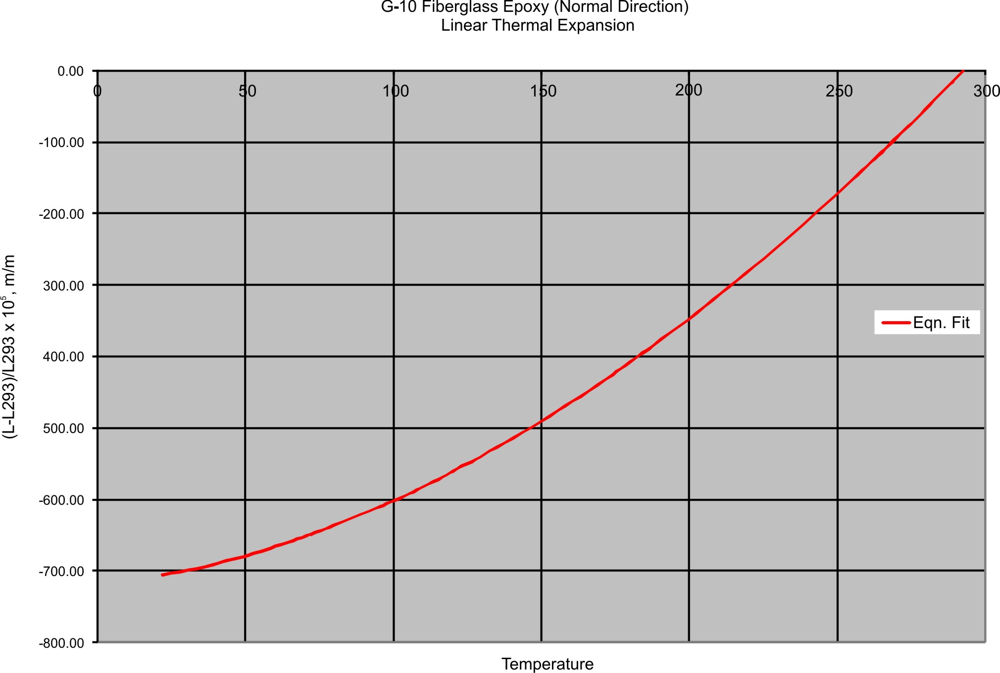 G-10 Fiberglass Epoxy (Normal Direction)
Linear Thermal Expansion
0.00
0 50 100 150 200 250 300
-100.00
-200.00
300.00
400.00
500.00
-600.00
-700.00
-800.00
(L-L293)/L293 x 10⁵, m/m
Eqn. Fit
Temperature